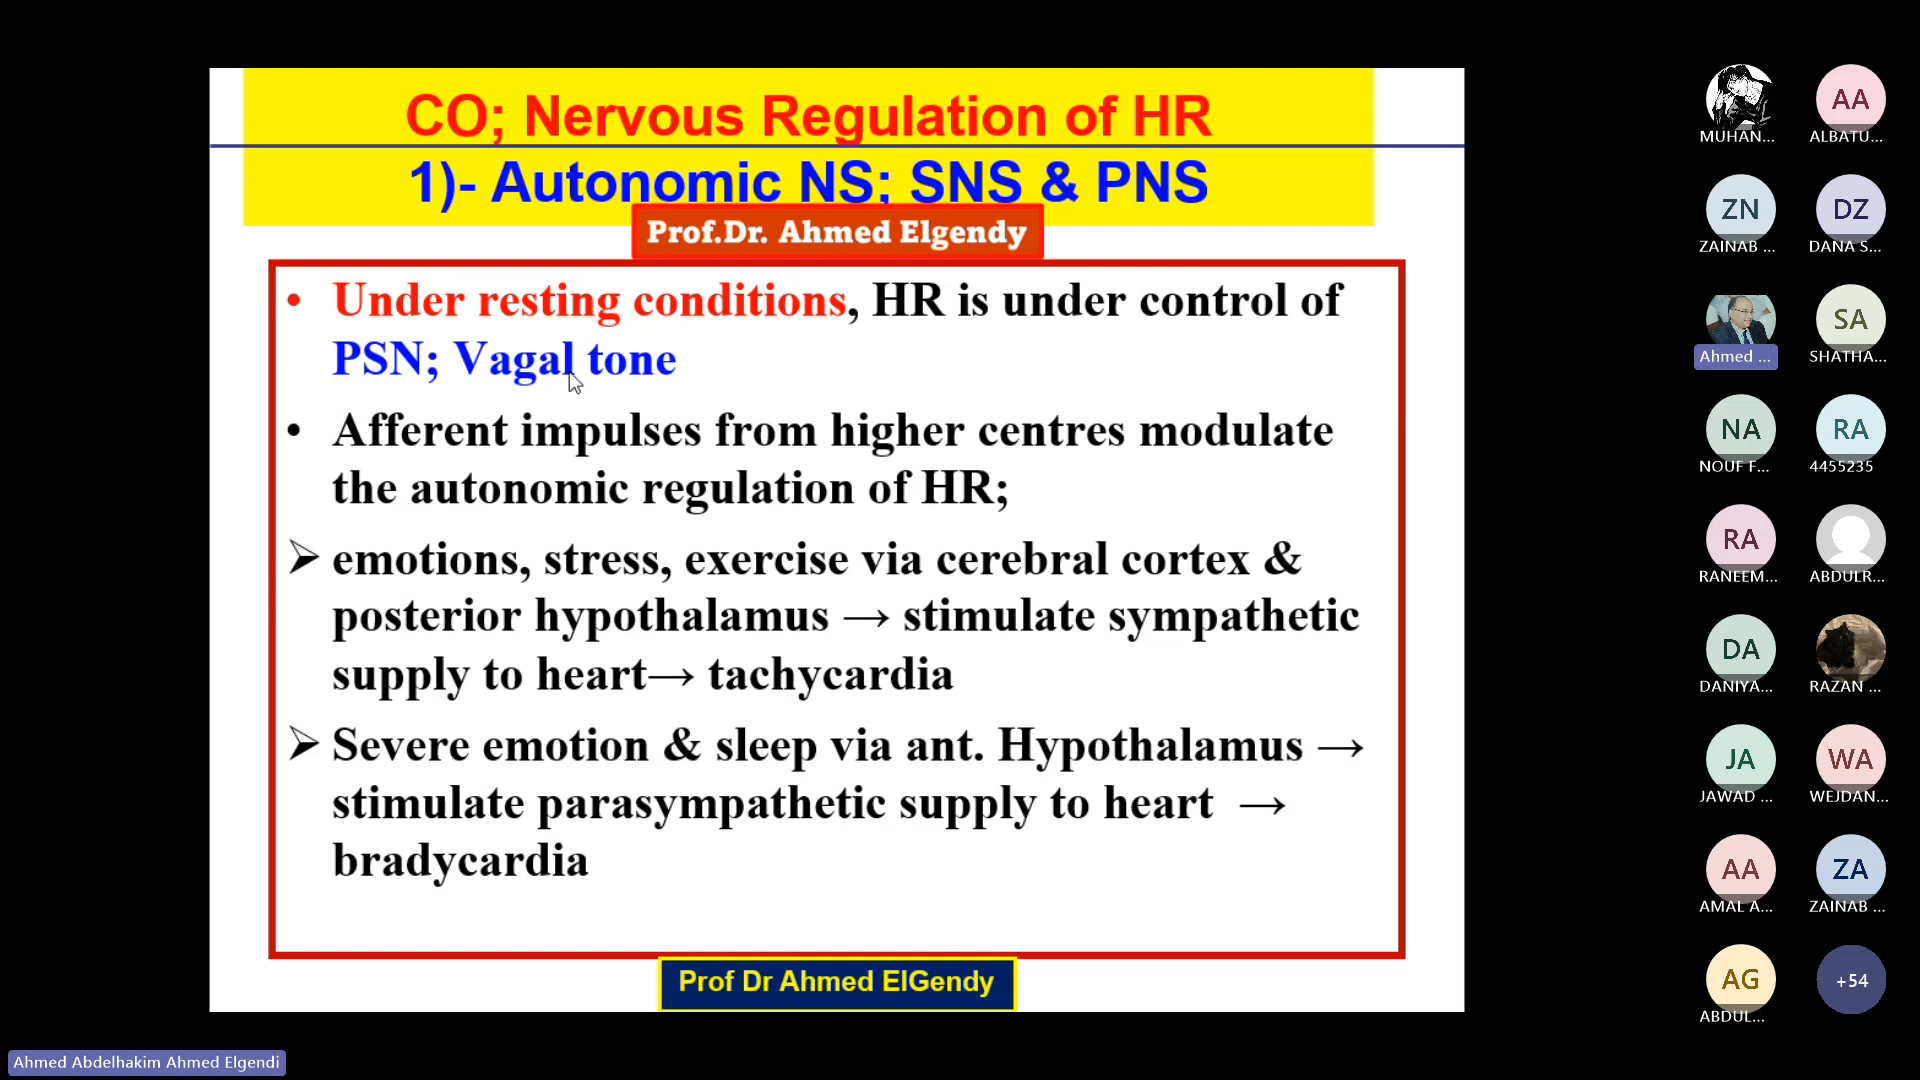 CO; Nervous Regulation of HR
1)- Autonomic NS; SNS & PNS
Prof.Dr. Ahmed Elgendy
• Under resting conditions, HR is under control of
PSN; Vagal tone
• Afferent impulses from higher centres modulate
the autonomic regulation of HR;
➢ emotions, stress, exercise via cerebral cortex &
posterior hypothalamus → stimulate sympathetic
supply to heart→ tachycardia
➢ Severe emotion & sleep via ant. Hypothalamus →
stimulate parasympathetic supply to heart →
bradycardia
Prof Dr Ahmed ElGendy
Ahmed Abdelhakim Ahmed Elgendi
MUHAN...
AA
ALBATU...
ZN
ZAINAB ...
DZ
DANA S...
Ahmed ...
SA
SHATHA...
NA
NOUF F...
RA
4455235
RA
RANEEM...
ABDULR...
DA
DANIYA...
RAZAN ...
JA
JAWAD ...
WA
WEJDAN...
AA
AMAL A...
ZA
ZAINAB ...
AG
ABDUL...
+54